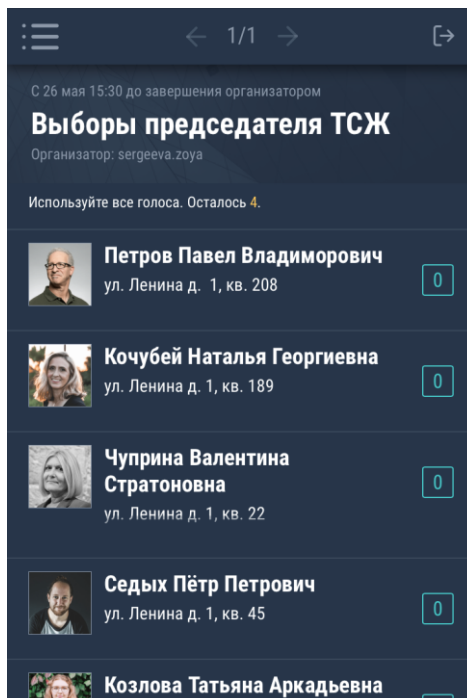 1/1
С 26 мая 15:30 до завершения организатором
Выборы председателя ТСЖ
Организатор: sergeeva.zoya
Используйте все голоса. Осталось 4.
Петров Павел Владиморович
ул. Ленина д. 1, кв. 208
0
Кочубей Наталья Георгиевна
ул. Ленина д. 1, кв. 189
0
Чуприна Валентина
Стратоновна
ул. Ленина д. 1, кв. 22
0
Седых Пётр Петрович
ул. Ленина д. 1, кв. 45
0
Козлова Татьяна Аркадьевна